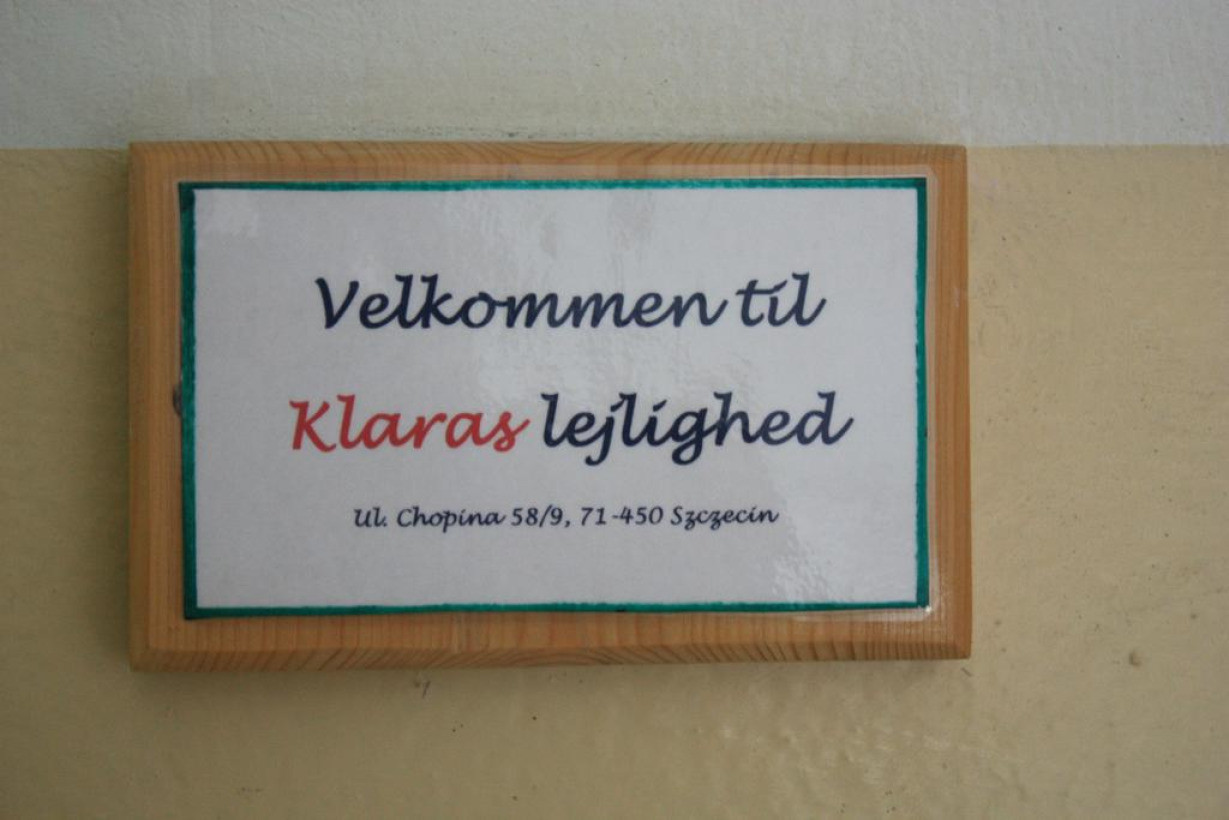 Velkommen til
Klaras lejlighed
Ul. Chopina 58/9, 71-450 Szczecin